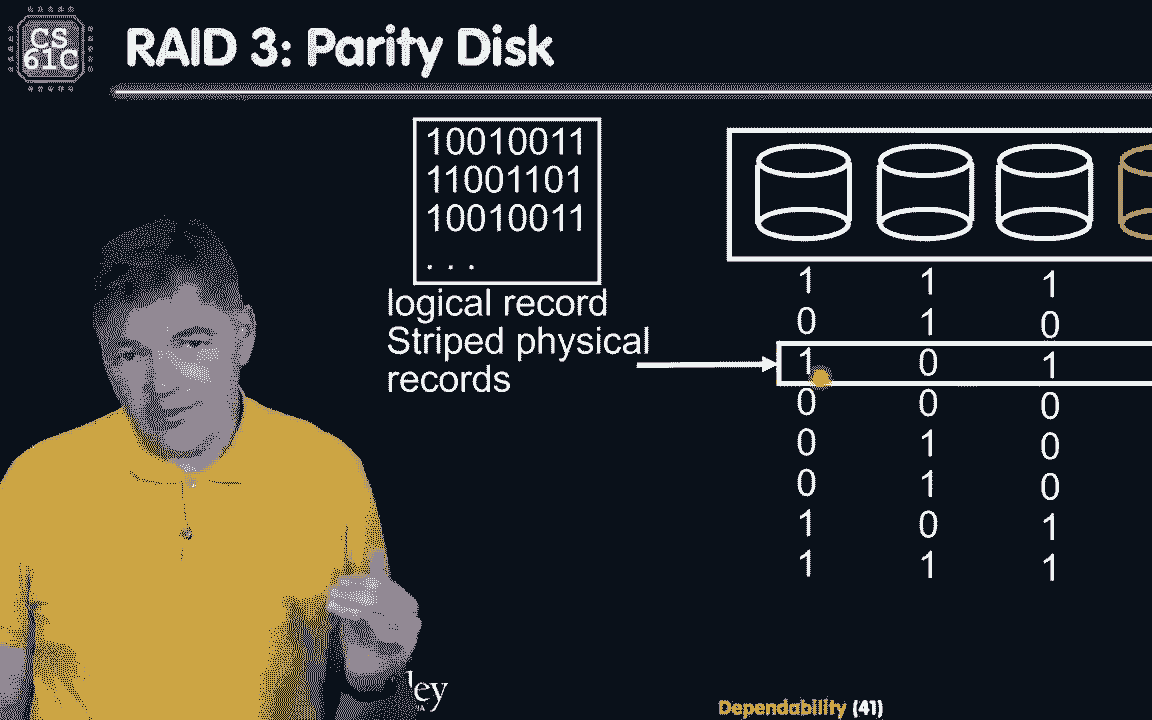 CS
61C
RAID 3: Parity Disk
10010011
11001101
10010011
. . .
logical record
Striped physical
records
1 1 1
0 1 0
1 0 1
0 0 0
0 1 0
0 1 0
1 0 1
1 1 1
ley
Dependability (41)